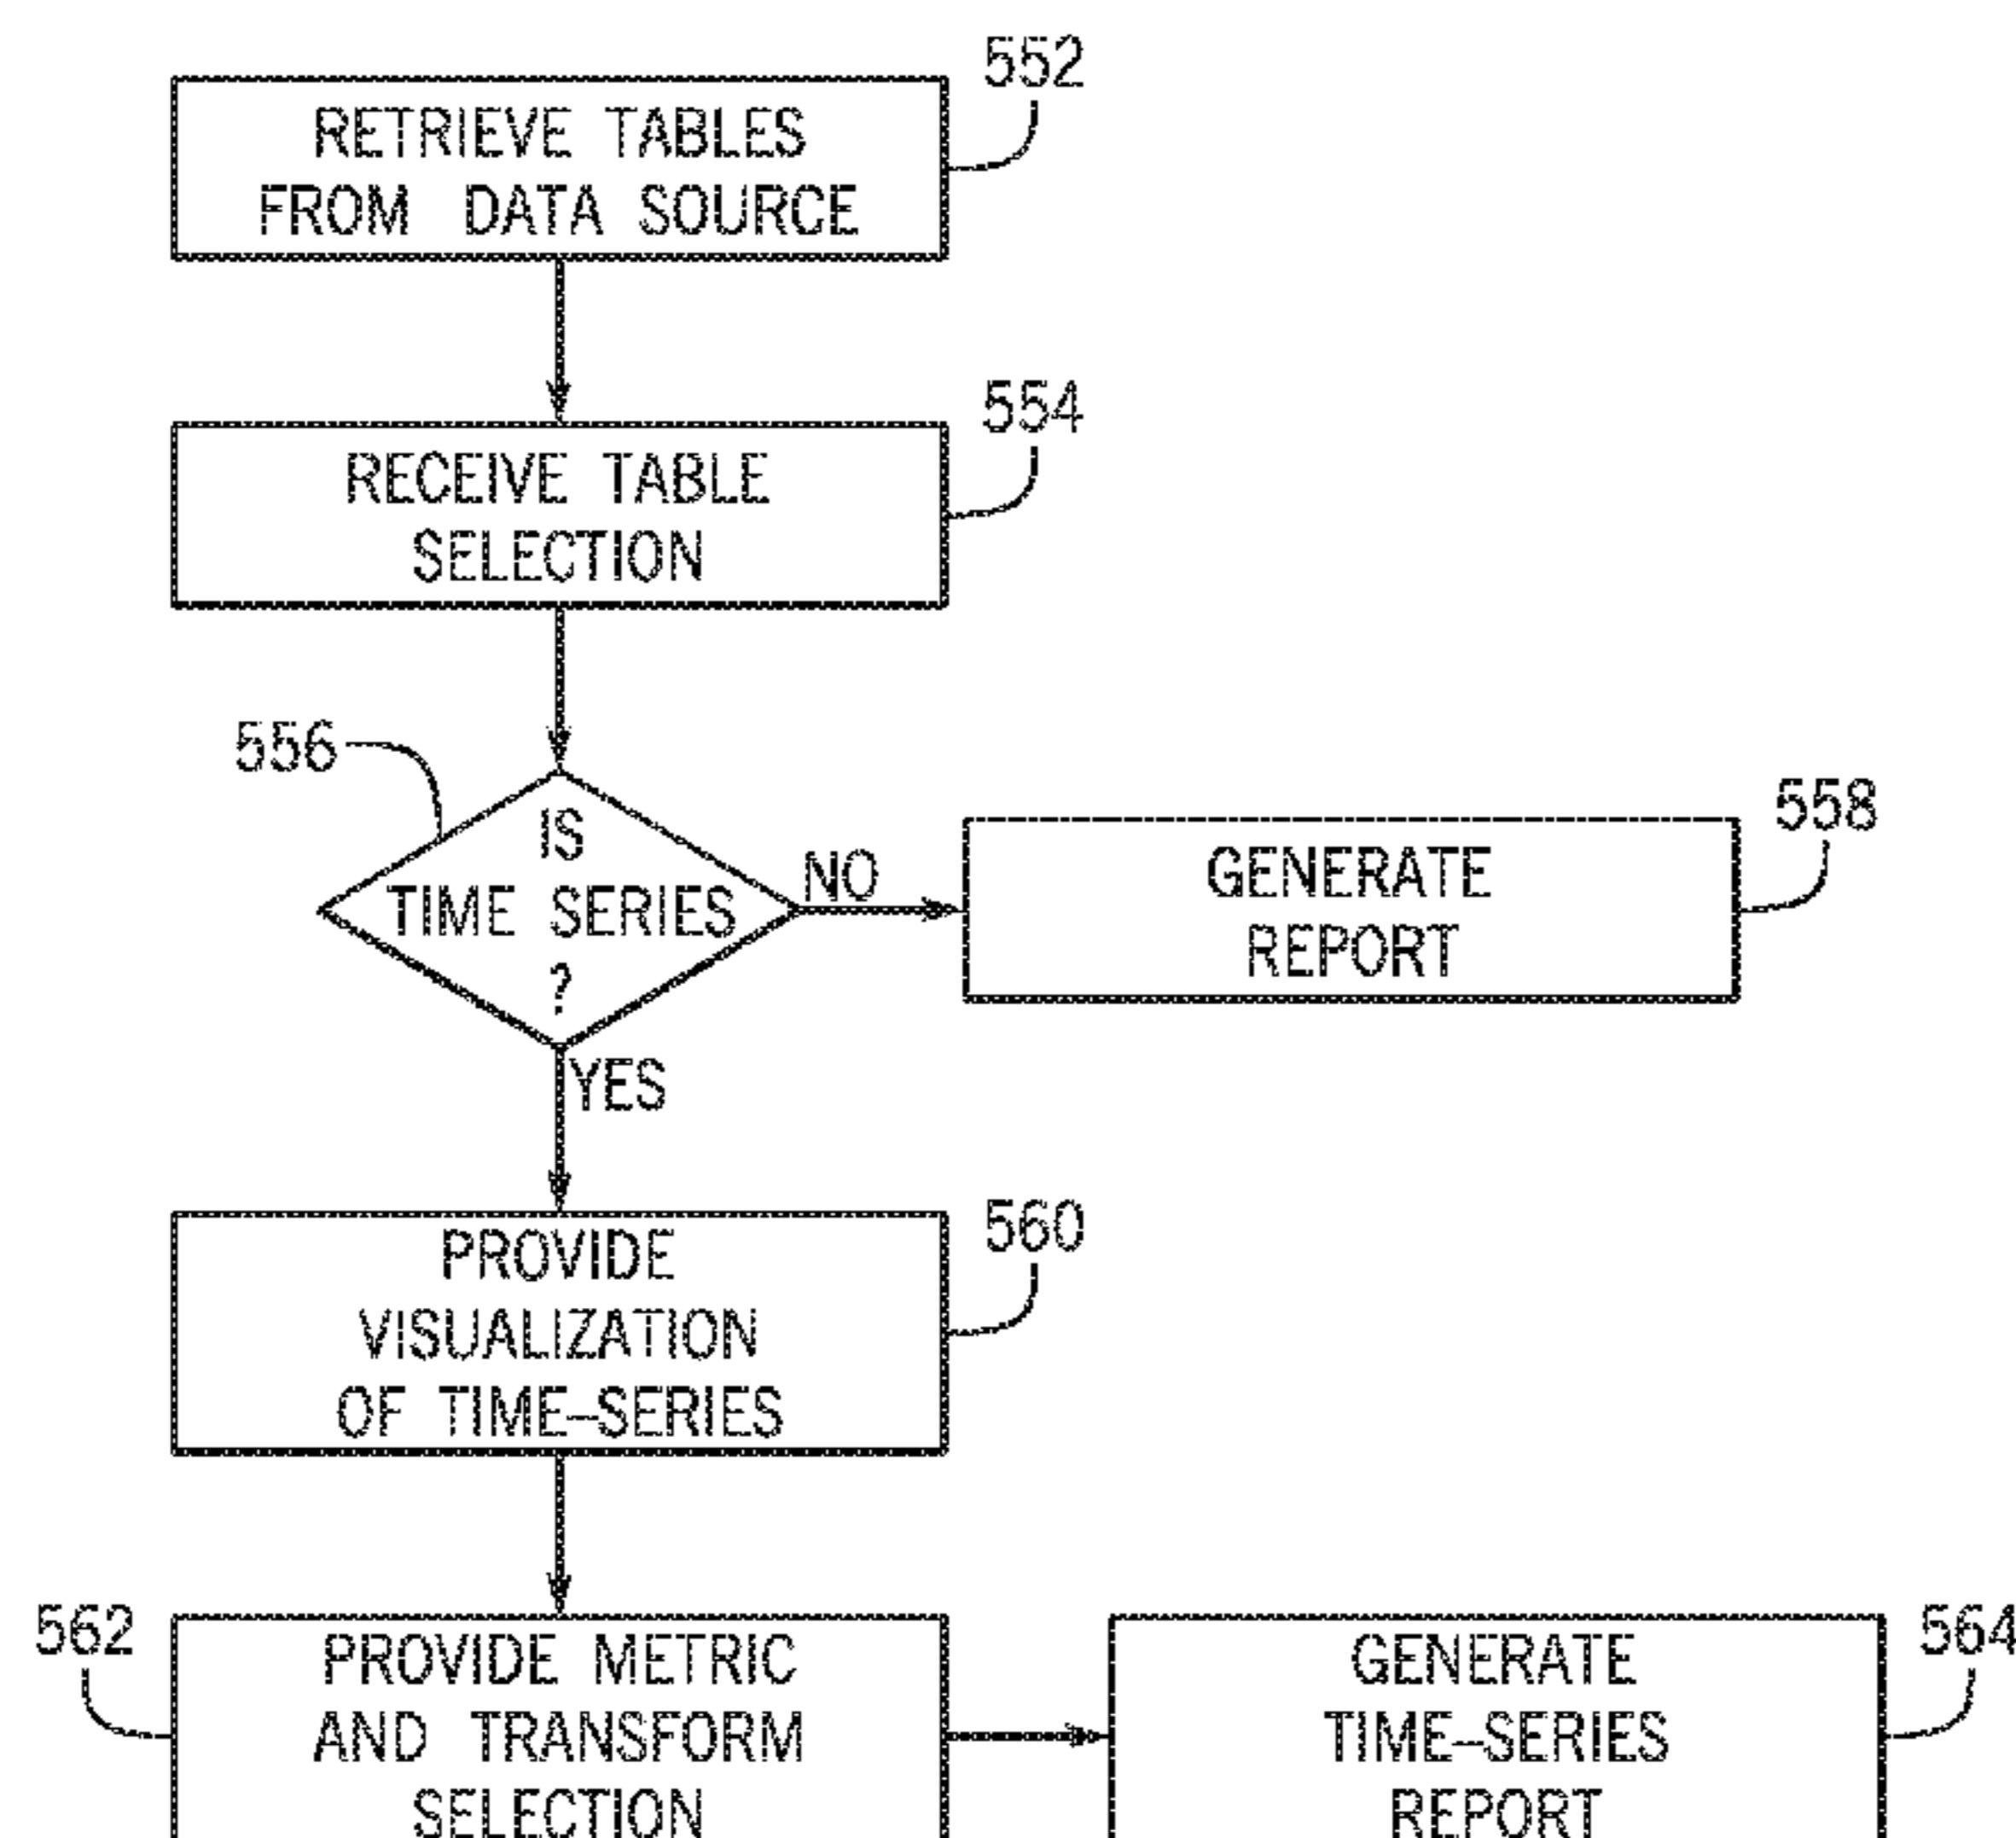 552
RETRIEVE TABLES
FROM DATA SOURCE
554
RECEIVE TABLE
SELECTION
556
IS
TIME SERIES
?
NO
558
GENERATE
REPORT
YES
560
PROVIDE
VISUALIZATION
OF TIME-SERIES
562
PROVIDE METRIC
AND TRANSFORM
SELECTION
564
GENERATE
TIME-SERIES
REPORT